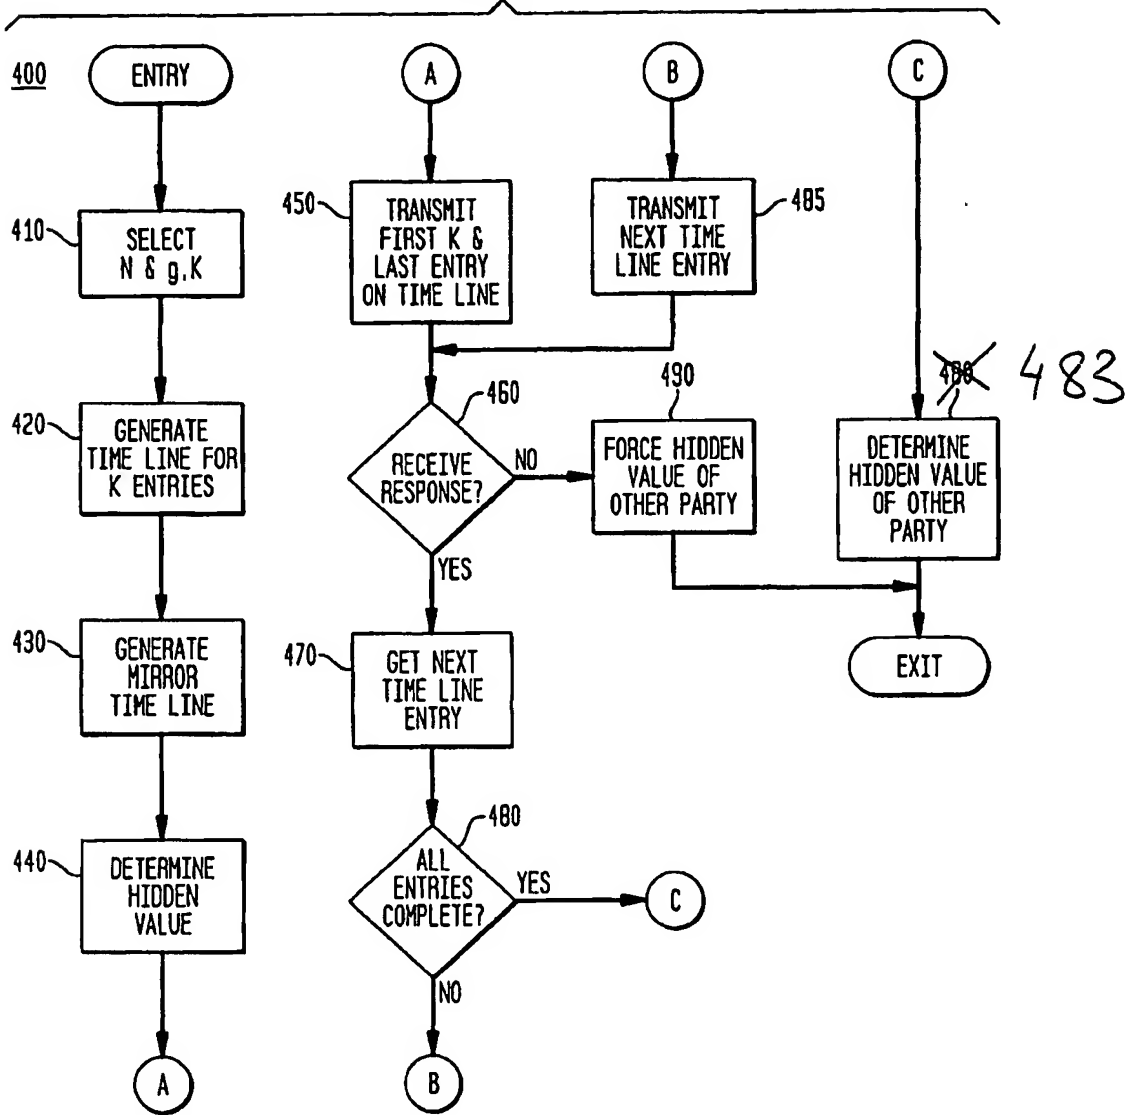 400
ENTRY
410
SELECT
N & g,K
420
GENERATE
TIME LINE FOR
K ENTRIES
430
GENERATE
MIRROR
TIME LINE
440
DETERMINE
HIDDEN
VALUE
A
A
450
TRANSMIT
FIRST K &
LAST ENTRY
ON TIME LINE
460
RECEIVE
RESPONSE?
NO
YES
470
GET NEXT
TIME LINE
ENTRY
480
ALL
ENTRIES
COMPLETE?
YES
C
NO
B
B
485
TRANSMIT
NEXT TIME
LINE ENTRY
490
FORCE HIDDEN
VALUE OF
OTHER PARTY
C
480
483
DETERMINE
HIDDEN VALUE
OF OTHER
PARTY
EXIT